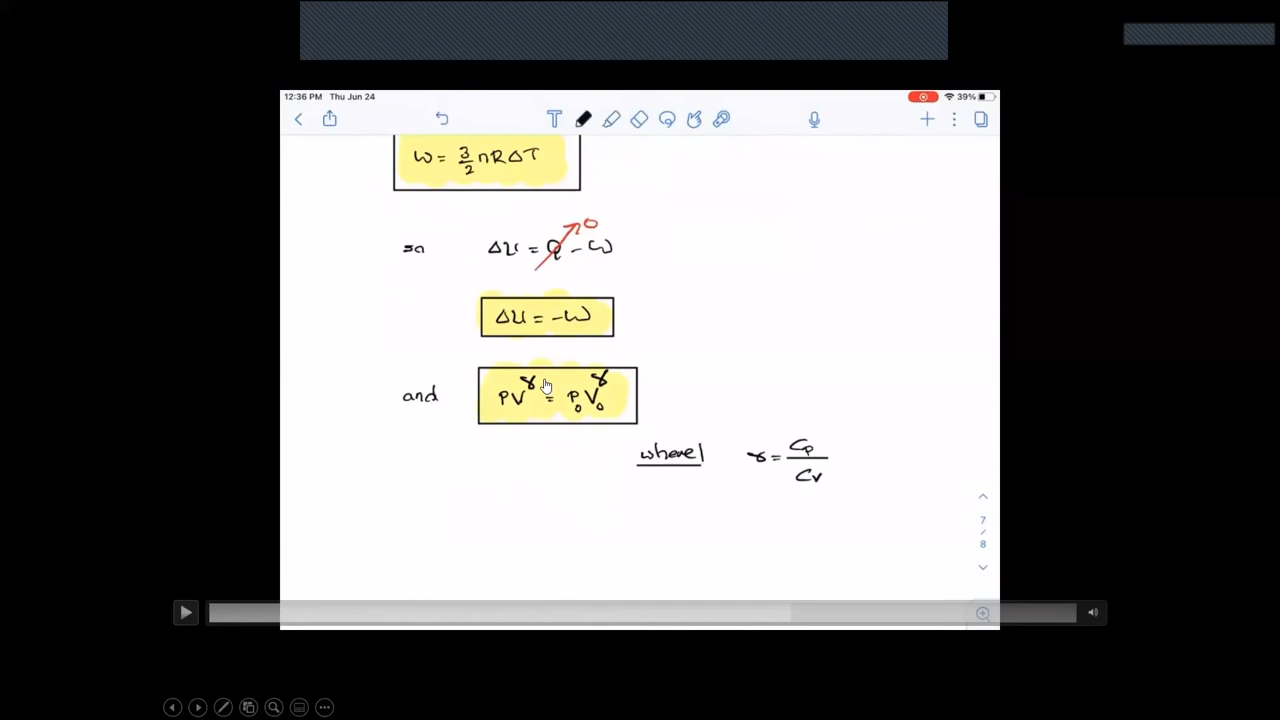 12:36 PM Thu Jun 24
39%
W = 3/2 nRΔT
so ΔU = Q - W
0
ΔU = -W
and PV^γ = P₀V₀^γ
where γ = Cp/Cv
7
/
8